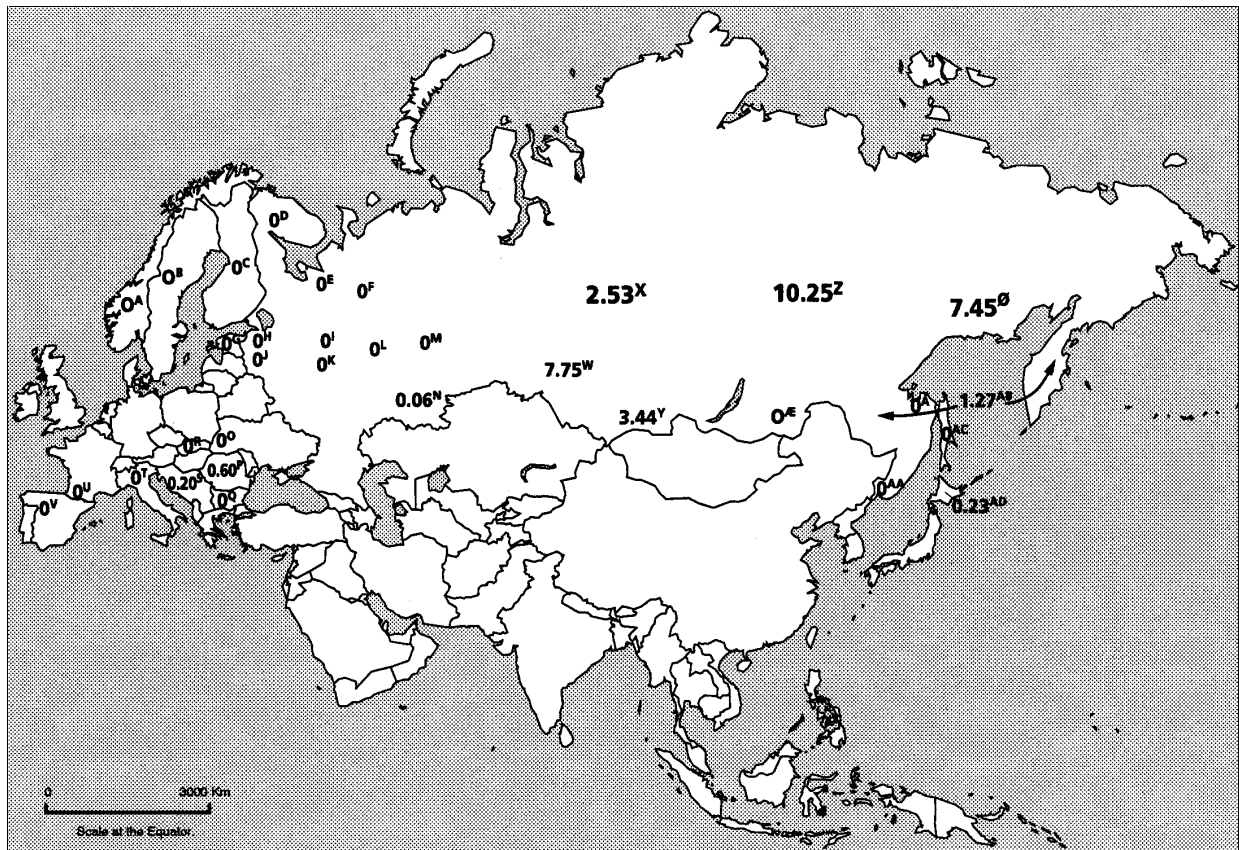 0ᴰ
0ᶜ
0ᴮ
0ᴱ
0ꟳ
2.53ˣ
10.25ᶻ
0ᴬ
7.45Ø
0ᴴ
0ᴵ
0ᴹ
0ᴸ
0ᴶ
0ᴷ
7.75ᵂ
0.06ᴺ
1.27ᴬᴮ
3.44ʸ
0ᴬᴱ
0ᴬᶜ
0ᴼ
0ᴿ
0.60ᴾ
0ᵀ
0.20ˢ
0ᵁ
0ᴬᴬ
0Q
0ⱽ
0.23ᴬᴰ
0 3000 Km
Scale at the Equator.